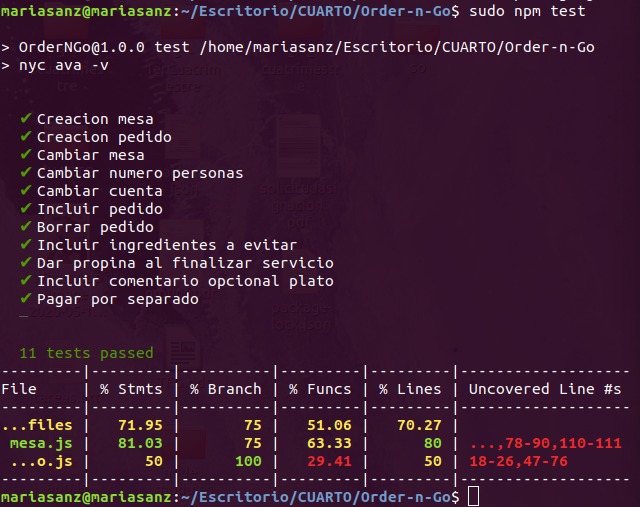 mariasanz@mariasanz:~/Escritorio/CUARTO/Order-n-Go$ sudo npm test
> OrderNGo@1.0.0 test /home/mariasanz/Escritorio/CUARTO/Order-n-Go
> nyc ava -v
✔ Creacion mesa
✔ Creacion pedido
✔ Cambiar mesa
✔ Cambiar numero personas
✔ Cambiar cuenta
✔ Incluir pedido
✔ Borrar pedido
✔ Incluir ingredientes a evitar
✔ Dar propina al finalizar servicio
✔ Incluir comentario opcional plato
✔ Pagar por separado
11 tests passed
---------|---------|----------|---------|---------|-------------------
File     | % Stmts | % Branch | % Funcs | % Lines | Uncovered Line #s
---------|---------|----------|---------|---------|-------------------
...files |   71.95 |       75 |   51.06 |   70.27 |
 mesa.js |   81.03 |       75 |   63.33 |      80 | ...,78-90,110-111
 ...o.js |      50 |      100 |   29.41 |      50 | 18-26,47-76
---------|---------|----------|---------|---------|-------------------
mariasanz@mariasanz:~/Escritorio/CUARTO/Order-n-Go$